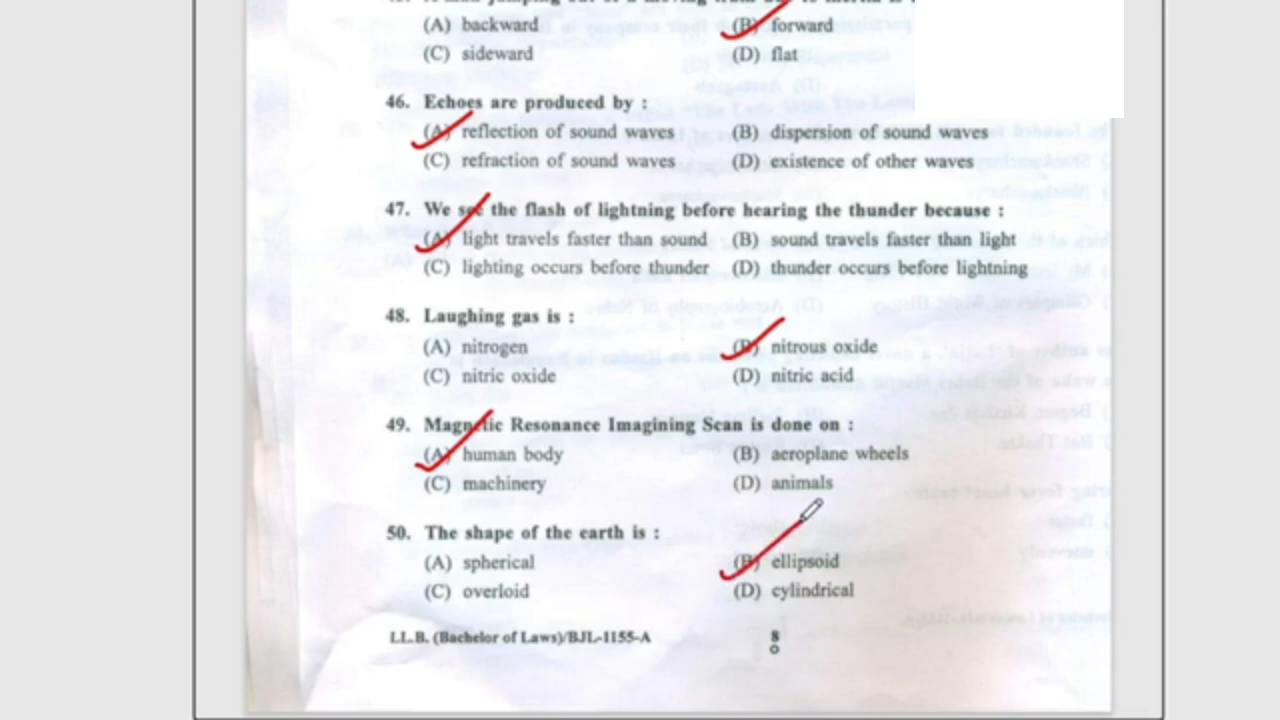 (A) backward (B) forward
(C) sideward (D) flat
46. Echoes are produced by :
(A) reflection of sound waves (B) dispersion of sound waves
(C) refraction of sound waves (D) existence of other waves
47. We see the flash of lightning before hearing the thunder because :
(A) light travels faster than sound (B) sound travels faster than light
(C) lighting occurs before thunder (D) thunder occurs before lightning
48. Laughing gas is :
(A) nitrogen (B) nitrous oxide
(C) nitric oxide (D) nitric acid
49. Magnetic Resonance Imagining Scan is done on :
(A) human body (B) aeroplane wheels
(C) machinery (D) animals
50. The shape of the earth is :
(A) spherical (B) ellipsoid
(C) overloid (D) cylindrical
LL.B. (Bachelor of Laws)/BJL-1155-A 8